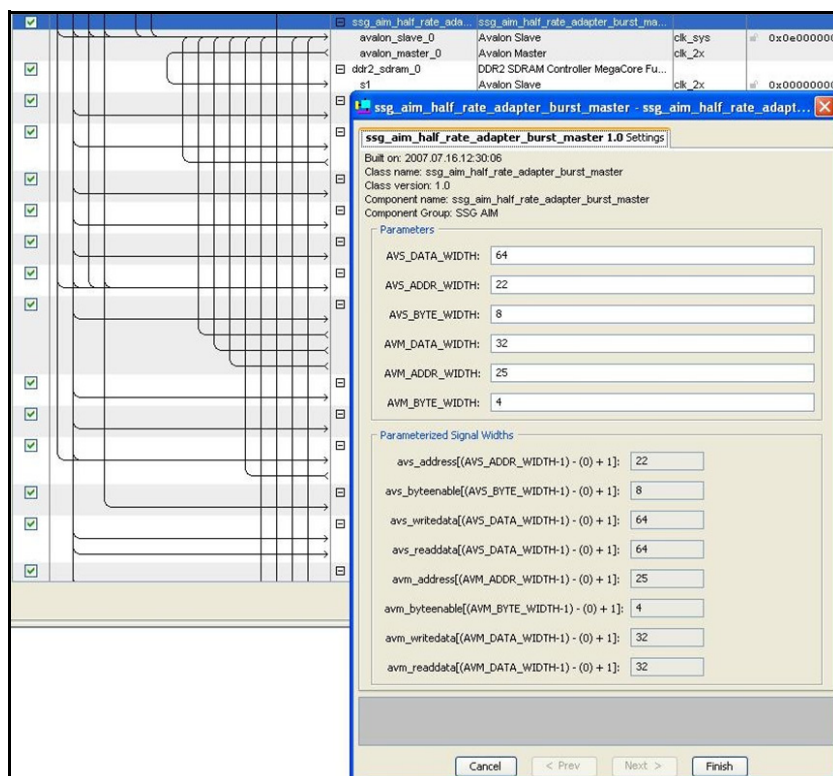 ssg_aim_half_rate_ada... ssg_aim_half_rate_adapter_burst_ma...
avalon_slave_0 Avalon Slave clk_sys 0x0e000000
avalon_master_0 Avalon Master clk_2x
ddr2_sdram_0 DDR2 SDRAM Controller MegaCore Fu...
s1 Avalon Slave clk_2x 0x00000000
ssg_aim_half_rate_adapter_burst_master - ssg_aim_half_rate_adapt...
ssg_aim_half_rate_adapter_burst_master 1.0 Settings
Built on: 2007.07.16.12:30:06
Class name: ssg_aim_half_rate_adapter_burst_master
Class version: 1.0
Component name: ssg_aim_half_rate_adapter_burst_master
Component Group: SSG AIM
Parameters
AVS_DATA_WIDTH: 64
AVS_ADDR_WIDTH: 22
AVS_BYTE_WIDTH: 8
AVM_DATA_WIDTH: 32
AVM_ADDR_WIDTH: 25
AVM_BYTE_WIDTH: 4
Parameterized Signal Widths
avs_address[(AVS_ADDR_WIDTH-1) - (0) + 1]: 22
avs_byteenable[(AVS_BYTE_WIDTH-1) - (0) + 1]: 8
avs_writedata[(AVS_DATA_WIDTH-1) - (0) + 1]: 64
avs_readdata[(AVS_DATA_WIDTH-1) - (0) + 1]: 64
avm_address[(AVM_ADDR_WIDTH-1) - (0) + 1]: 25
avm_byteenable[(AVM_BYTE_WIDTH-1) - (0) + 1]: 4
avm_writedata[(AVM_DATA_WIDTH-1) - (0) + 1]: 32
avm_readdata[(AVM_DATA_WIDTH-1) - (0) + 1]: 32
Cancel < Prev Next > Finish